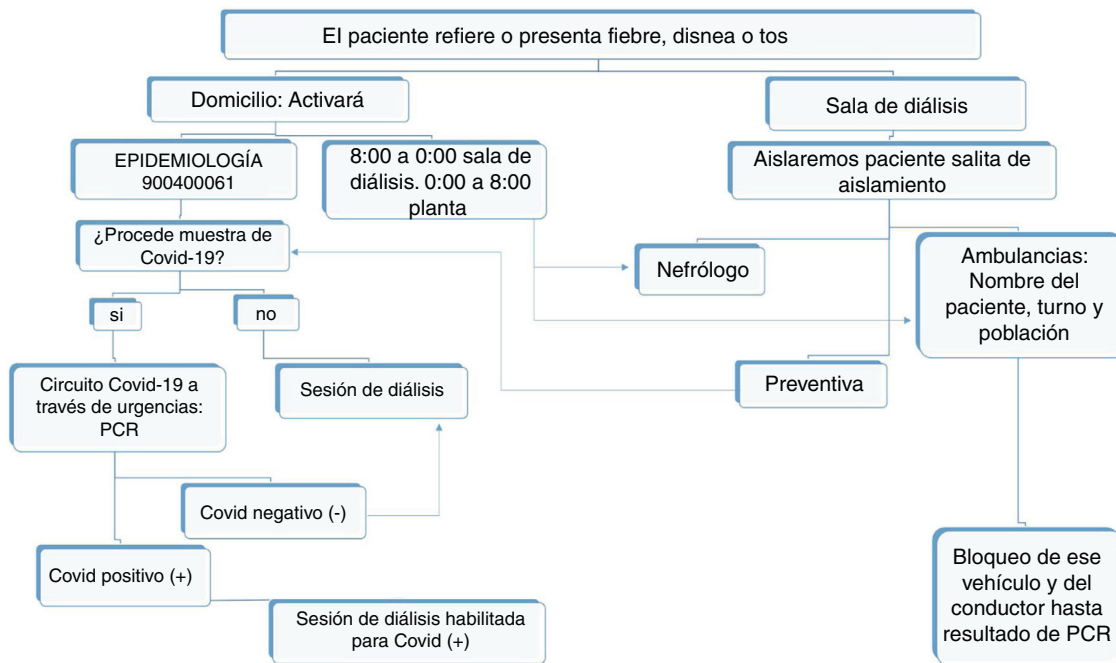 El paciente refiere o presenta fiebre, disnea o tos
Domicilio: Activará
Sala de diálisis
EPIDEMIOLOGÍA
900400061
8:00 a 0:00 sala de
diálisis. 0:00 a 8:00
planta
Aislaremos paciente salita de
aislamiento
¿Procede muestra de
Covid-19?
Nefrólogo
Ambulancias:
Nombre del
paciente, turno y
población
si
no
Circuito Covid-19 a
través de urgencias:
PCR
Sesión de diálisis
Preventiva
Covid negativo (-)
Covid positivo (+)
Sesión de diálisis habilitada
para Covid (+)
Bloqueo de ese
vehículo y del
conductor hasta
resultado de PCR